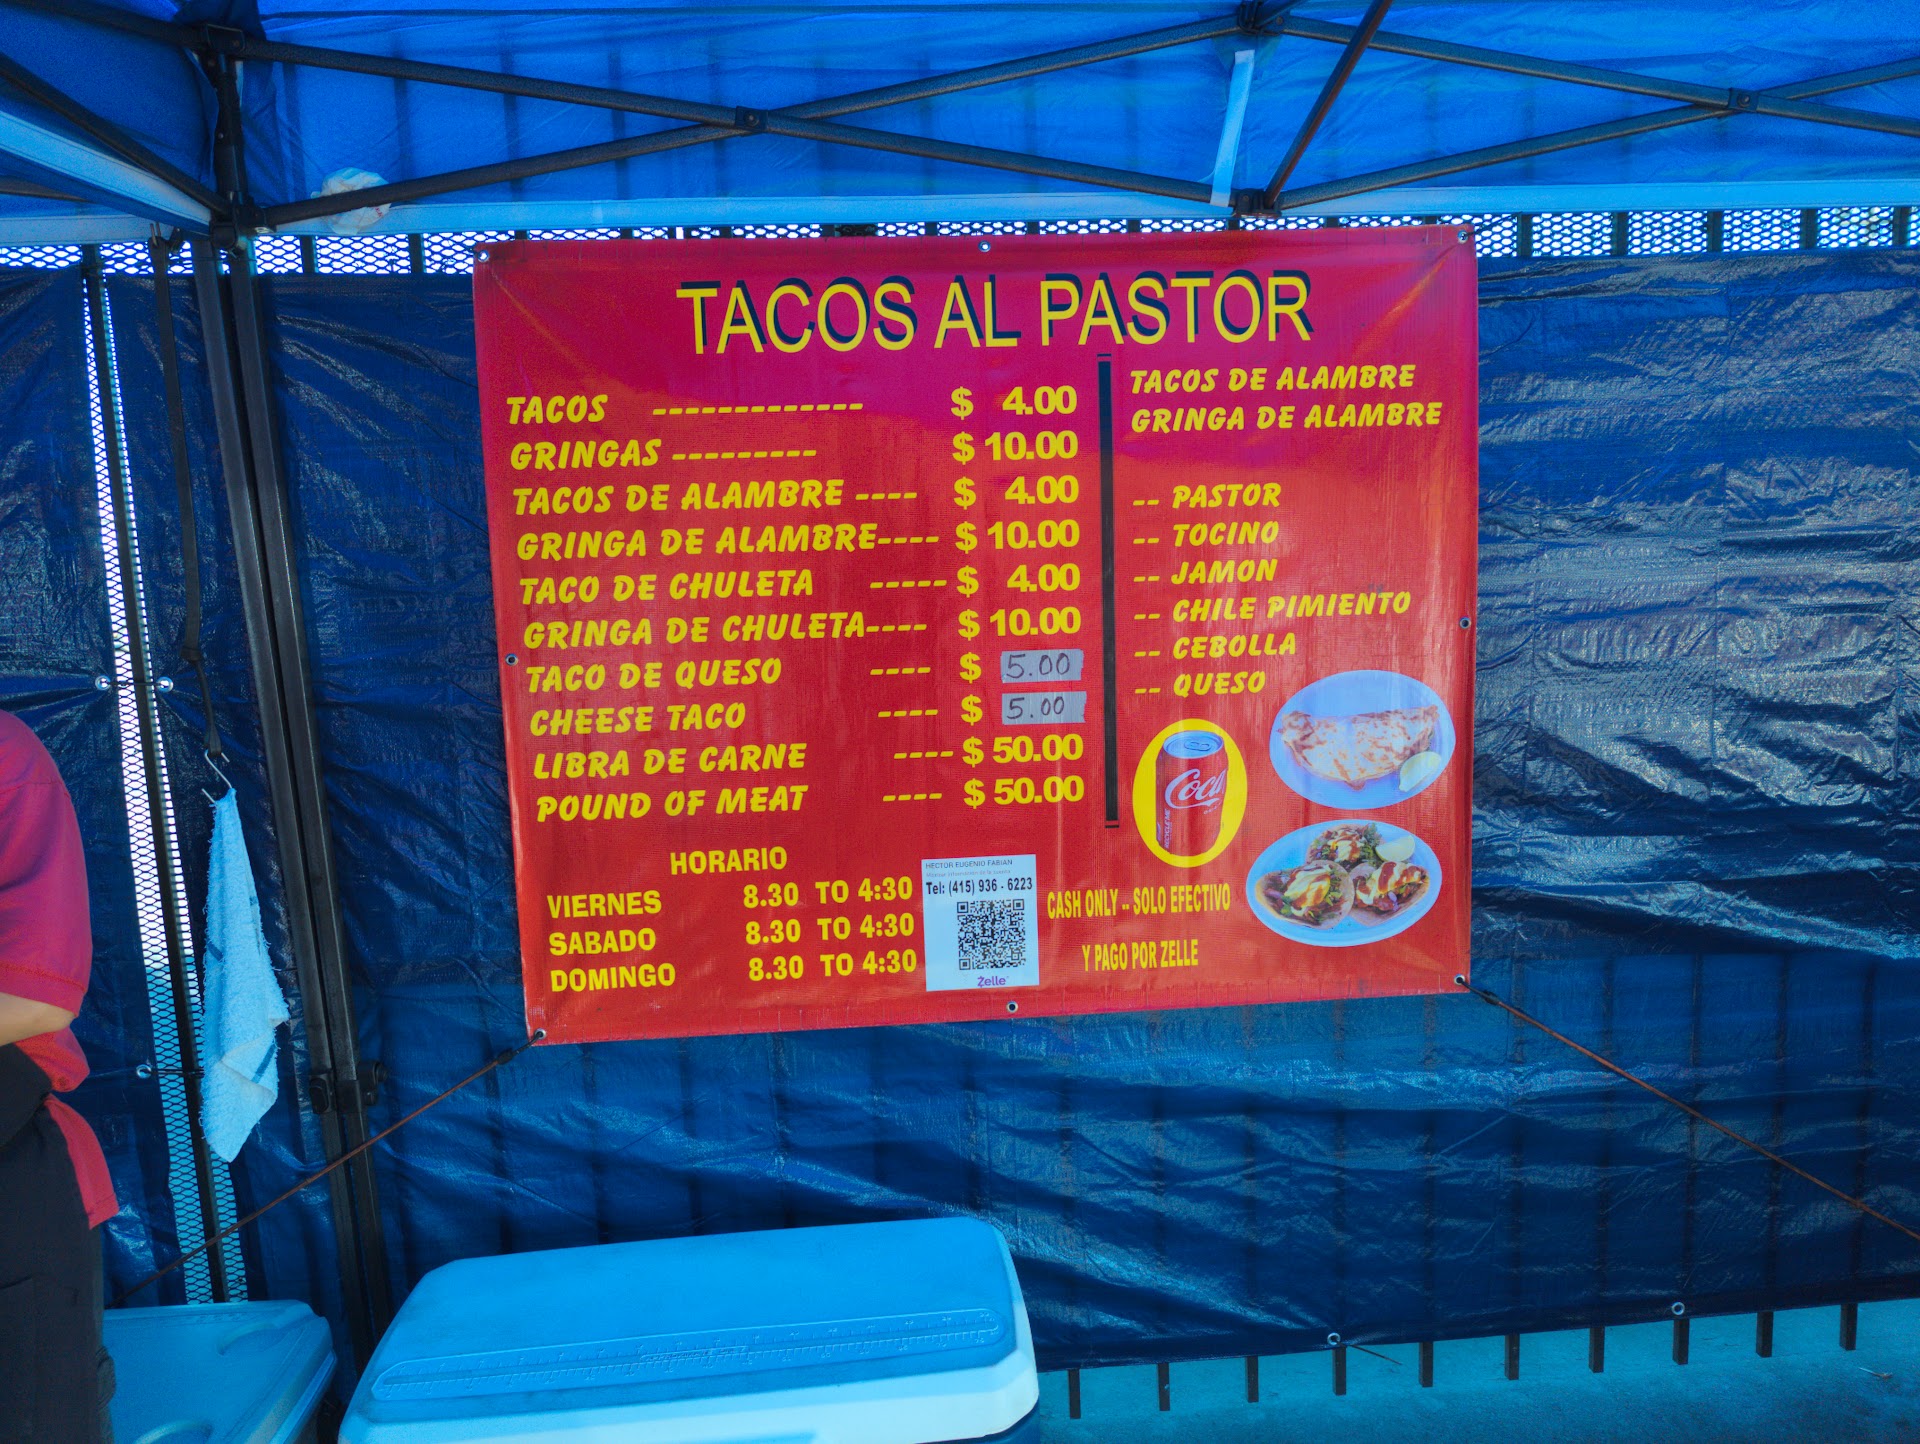 TACOS AL PASTOR
TACOS ------------- $ 4.00
GRINGAS --------- $ 10.00
TACOS DE ALAMBRE ---- $ 4.00
GRINGA DE ALAMBRE---- $ 10.00
TACO DE CHULETA ----- $ 4.00
GRINGA DE CHULETA---- $ 10.00
TACO DE QUESO ---- $ 5.00
CHEESE TACO ---- $ 5.00
LIBRA DE CARNE ---- $ 50.00
POUND OF MEAT ---- $ 50.00
TACOS DE ALAMBRE
GRINGA DE ALAMBRE
-- PASTOR
-- TOCINO
-- JAMON
-- CHILE PIMIENTO
-- CEBOLLA
-- QUESO
Coca
RECYCLE ME
HORARIO
VIERNES 8.30 TO 4:30
SABADO 8.30 TO 4:30
DOMINGO 8.30 TO 4:30
HECTOR EUGENIO FABIAN
Tel: (415) 936 - 6223
Zelle
CASH ONLY -- SOLO EFECTIVO
Y PAGO POR ZELLE